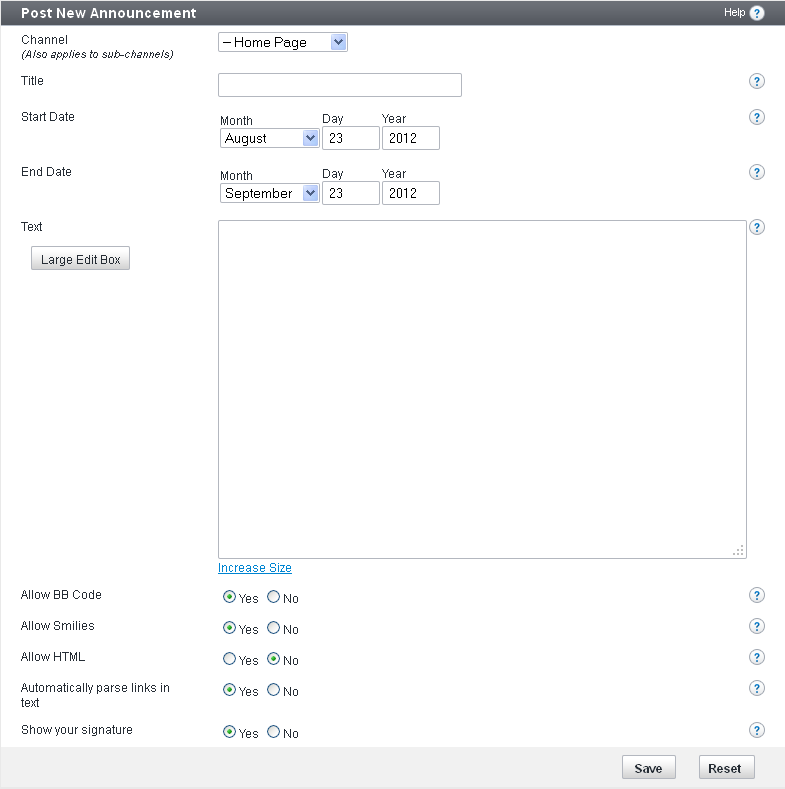 Post New Announcement Help ?
Channel
(Also applies to sub-channels)
-- Home Page
Title ?
Start Date ?
Month Day Year
August 23 2012
End Date ?
Month Day Year
September 23 2012
Text ?
Large Edit Box
Increase Size
Allow BB Code Yes No ?
Allow Smilies Yes No ?
Allow HTML Yes No ?
Automatically parse links in
text Yes No ?
Show your signature Yes No ?
Save Reset